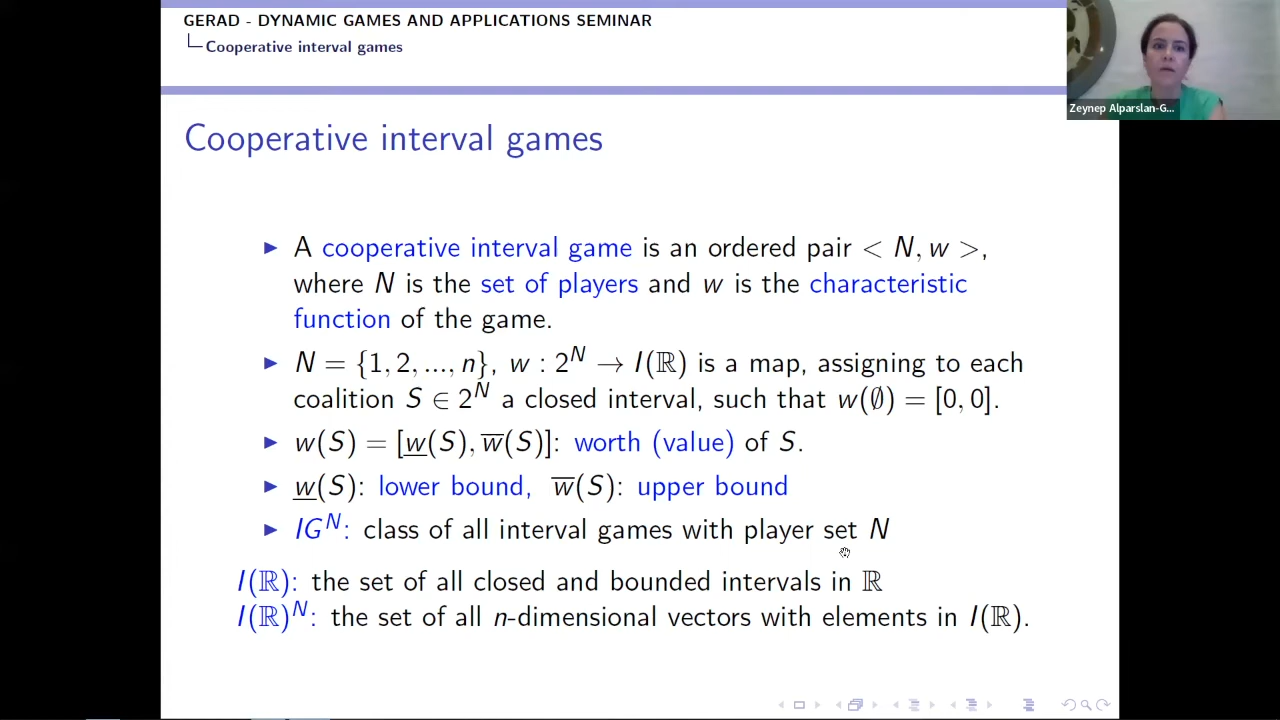 GERAD - DYNAMIC GAMES AND APPLICATIONS SEMINAR
Cooperative interval games
Zeynep Alparslan-G...
Cooperative interval games
▶ A cooperative interval game is an ordered pair < N, w >,
where N is the set of players and w is the characteristic
function of the game.
▶ N = {1, 2, ..., n}, w : 2^N → I(ℝ) is a map, assigning to each
coalition S ∈ 2^N a closed interval, such that w(∅) = [0, 0].
▶ w(S) = [w̲(S), w̅(S)]: worth (value) of S.
▶ w̲(S): lower bound, w̅(S): upper bound
▶ IG^N: class of all interval games with player set N
I(ℝ): the set of all closed and bounded intervals in ℝ
I(ℝ)^N: the set of all n-dimensional vectors with elements in I(ℝ).